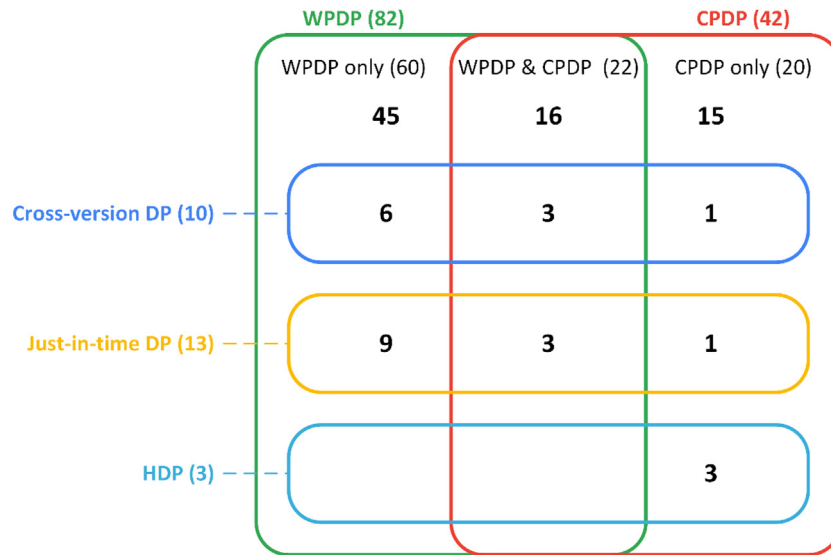 WPDP (82) CPDP (42)
WPDP only (60) WPDP & CPDP (22) CPDP only (20)
45 16 15
Cross-version DP (10) 6 3 1
Just-in-time DP (13) 9 3 1
HDP (3) 3